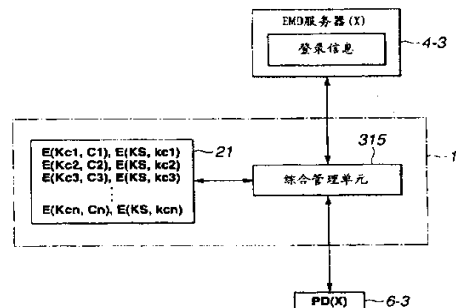 EMD服务器(X)
登录信息
4-3
315
E(Kc1, C1), E(KS, kc1)
E(Kc2, C2), E(KS, kc2)
E(Kc3, C3), E(KS, kc3)
⋮
E(Kcn, Cn), E(KS, kcn)
21
综合管理单元
1
PD(X)
6-3